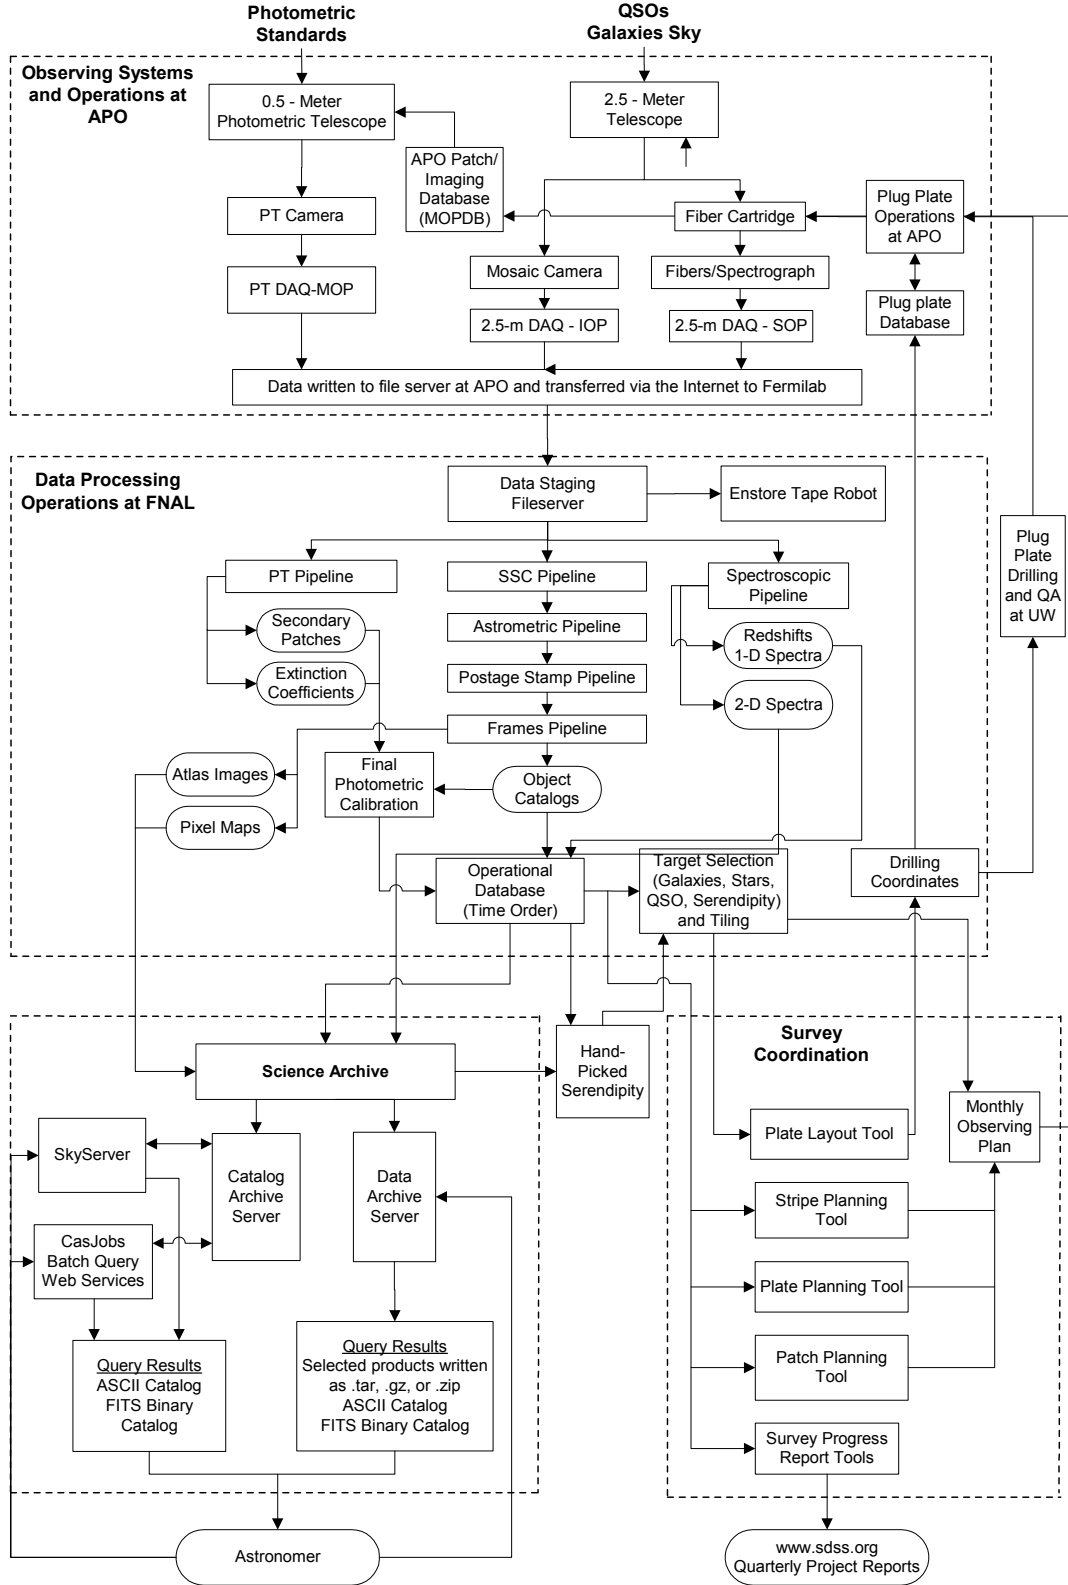 Photometric
Standards
QSOs
Galaxies Sky
Observing Systems
and Operations at
APO
0.5 - Meter
Photometric Telescope
2.5 - Meter
Telescope
APO Patch/
Imaging
Database
(MOPDB)
PT Camera
Fiber Cartridge
Plug Plate
Operations
at APO
PT DAQ-MOP
Mosaic Camera
Fibers/Spectrograph
Plug plate
Database
2.5-m DAQ - IOP
2.5-m DAQ - SOP
Data written to file server at APO and transferred via the Internet to Fermilab
Data Processing
Operations at FNAL
Data Staging
Fileserver
Enstore Tape Robot
Plug
Plate
Drilling
and QA
at UW
PT Pipeline
SSC Pipeline
Spectroscopic
Pipeline
Secondary
Patches
Astrometric Pipeline
Redshifts
1-D Spectra
Extinction
Coefficients
Postage Stamp Pipeline
2-D Spectra
Frames Pipeline
Atlas Images
Final
Photometric
Calibration
Object
Catalogs
Pixel Maps
Operational
Database
(Time Order)
Target Selection
(Galaxies, Stars,
QSO, Serendipity)
and Tiling
Drilling
Coordinates
Science Archive
Hand-
Picked
Serendipity
Survey
Coordination
SkyServer
Catalog
Archive
Server
Data
Archive
Server
Plate Layout Tool
Monthly
Observing
Plan
CasJobs
Batch Query
Web Services
Stripe Planning
Tool
Plate Planning Tool
Query Results
ASCII Catalog
FITS Binary
Catalog
Query Results
Selected products written
as .tar, .gz, or .zip
ASCII Catalog
FITS Binary Catalog
Patch Planning
Tool
Survey Progress
Report Tools
Astronomer
www.sdss.org
Quarterly Project Reports